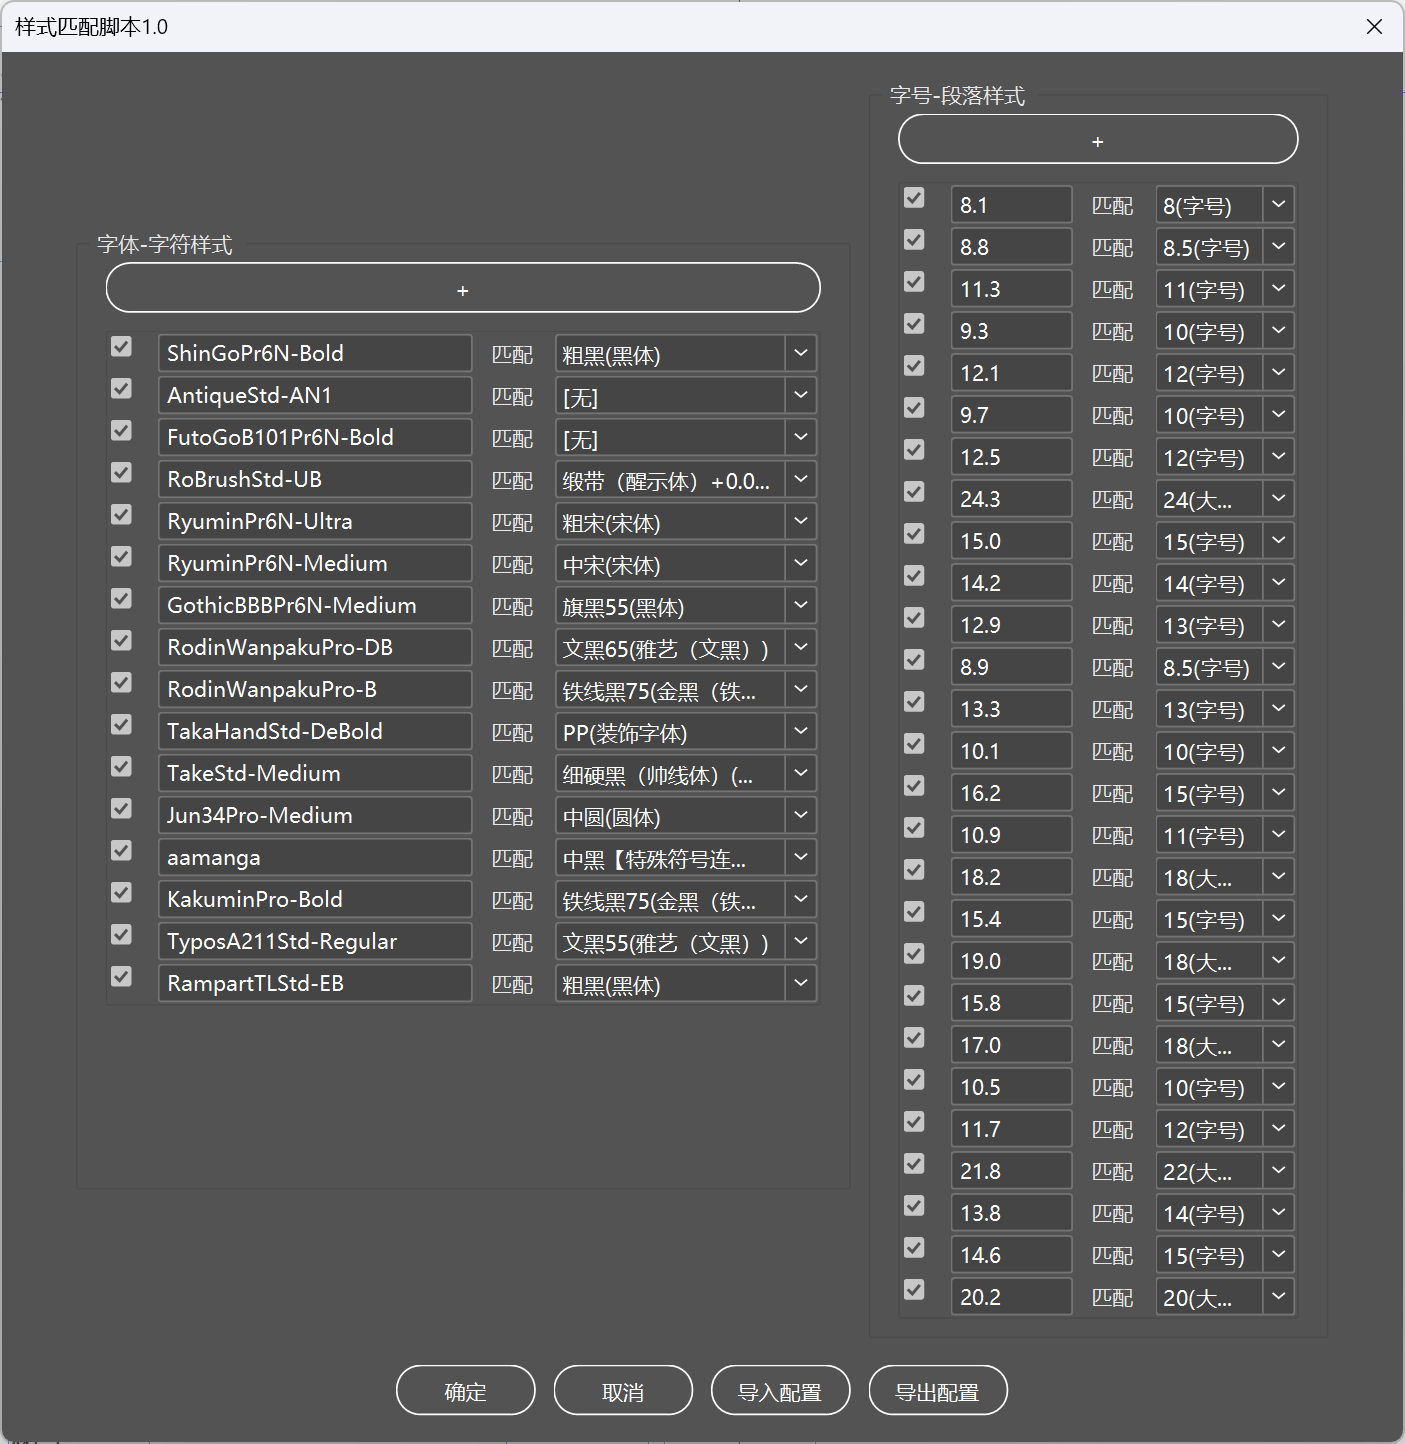 样式匹配脚本1.0
字体-字符样式
+
ShinGoPr6N-Bold 匹配 粗黑(黑体)
AntiqueStd-AN1 匹配 [无]
FutoGoB101Pr6N-Bold 匹配 [无]
RoBrushStd-UB 匹配 缎带（醒示体）+0.0...
RyuminPr6N-Ultra 匹配 粗宋(宋体)
RyuminPr6N-Medium 匹配 中宋(宋体)
GothicBBBPr6N-Medium 匹配 旗黑55(黑体)
RodinWanpakuPro-DB 匹配 文黑65(雅艺（文黑）)
RodinWanpakuPro-B 匹配 铁线黑75(金黑（铁...
TakaHandStd-DeBold 匹配 PP(装饰字体)
TakeStd-Medium 匹配 细硬黑（帅线体）(...
Jun34Pro-Medium 匹配 中圆(圆体)
aamanga 匹配 中黑【特殊符号连...
KakuminPro-Bold 匹配 铁线黑75(金黑（铁...
TyposA211Std-Regular 匹配 文黑55(雅艺（文黑）)
RampartTLStd-EB 匹配 粗黑(黑体)
字号-段落样式
+
8.1 匹配 8(字号)
8.8 匹配 8.5(字号)
11.3 匹配 11(字号)
9.3 匹配 10(字号)
12.1 匹配 12(字号)
9.7 匹配 10(字号)
12.5 匹配 12(字号)
24.3 匹配 24(大...
15.0 匹配 15(字号)
14.2 匹配 14(字号)
12.9 匹配 13(字号)
8.9 匹配 8.5(字号)
13.3 匹配 13(字号)
10.1 匹配 10(字号)
16.2 匹配 15(字号)
10.9 匹配 11(字号)
18.2 匹配 18(大...
15.4 匹配 15(字号)
19.0 匹配 18(大...
15.8 匹配 15(字号)
17.0 匹配 18(大...
10.5 匹配 10(字号)
11.7 匹配 12(字号)
21.8 匹配 22(大...
13.8 匹配 14(字号)
14.6 匹配 15(字号)
20.2 匹配 20(大...
确定 取消 导入配置 导出配置